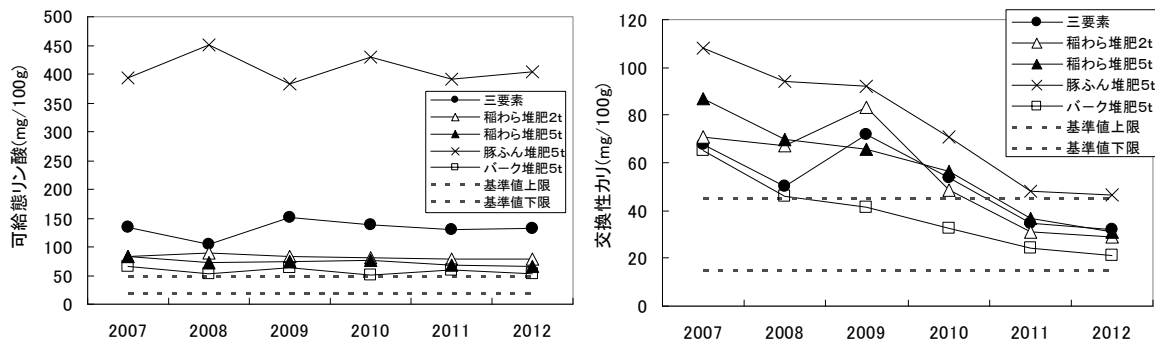 可給態リン酸(mg/100g)
500
450
400
350
300
250
200
150
100
50
0
三要素
稲わら堆肥2t
稲わら堆肥5t
豚ふん堆肥5t
バーク堆肥5t
基準値上限
基準値下限
2007 2008 2009 2010 2011 2012
交換性カリ(mg/100g)
120
100
80
60
40
20
0
三要素
稲わら堆肥2t
稲わら堆肥5t
豚ふん堆肥5t
バーク堆肥5t
基準値上限
基準値下限
2007 2008 2009 2010 2011 2012